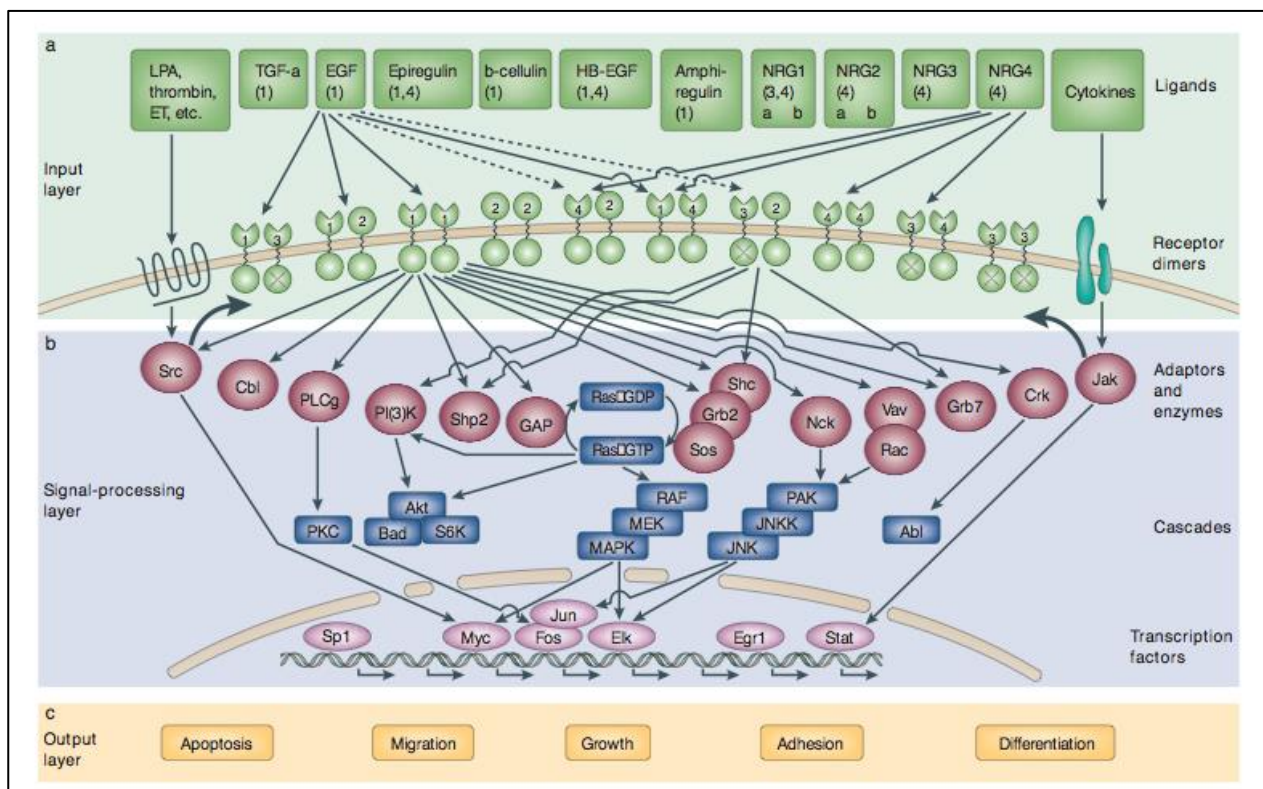 a
LPA,
thrombin,
ET, etc.
TGF-a
(1)
EGF
(1)
Epiregulin
(1,4)
b-cellulin
(1)
HB-EGF
(1,4)
Amphi-
regulin
(1)
NRG1
(3,4)
a b
NRG2
(4)
a b
NRG3
(4)
NRG4
(4)
Cytokines
Ligands
Input
layer
1 3
1 2
1 1
2 2
4 2
1 4
3 2
4 4
3 4
3 3
Receptor
dimers
b
Src
Cbl
PLCg
PI(3)K
Shp2
GAP
Ras□GDP
Ras□GTP
Shc
Grb2
Sos
Nck
Vav
Rac
Grb7
Crk
Jak
Adaptors
and
enzymes
Signal-processing
layer
PKC
Akt
Bad
S6K
RAF
MEK
MAPK
PAK
JNKK
JNK
Abl
Cascades
Sp1
Myc
Jun
Fos
Elk
Egr1
Stat
Transcription
factors
c
Output
layer
Apoptosis
Migration
Growth
Adhesion
Differentiation